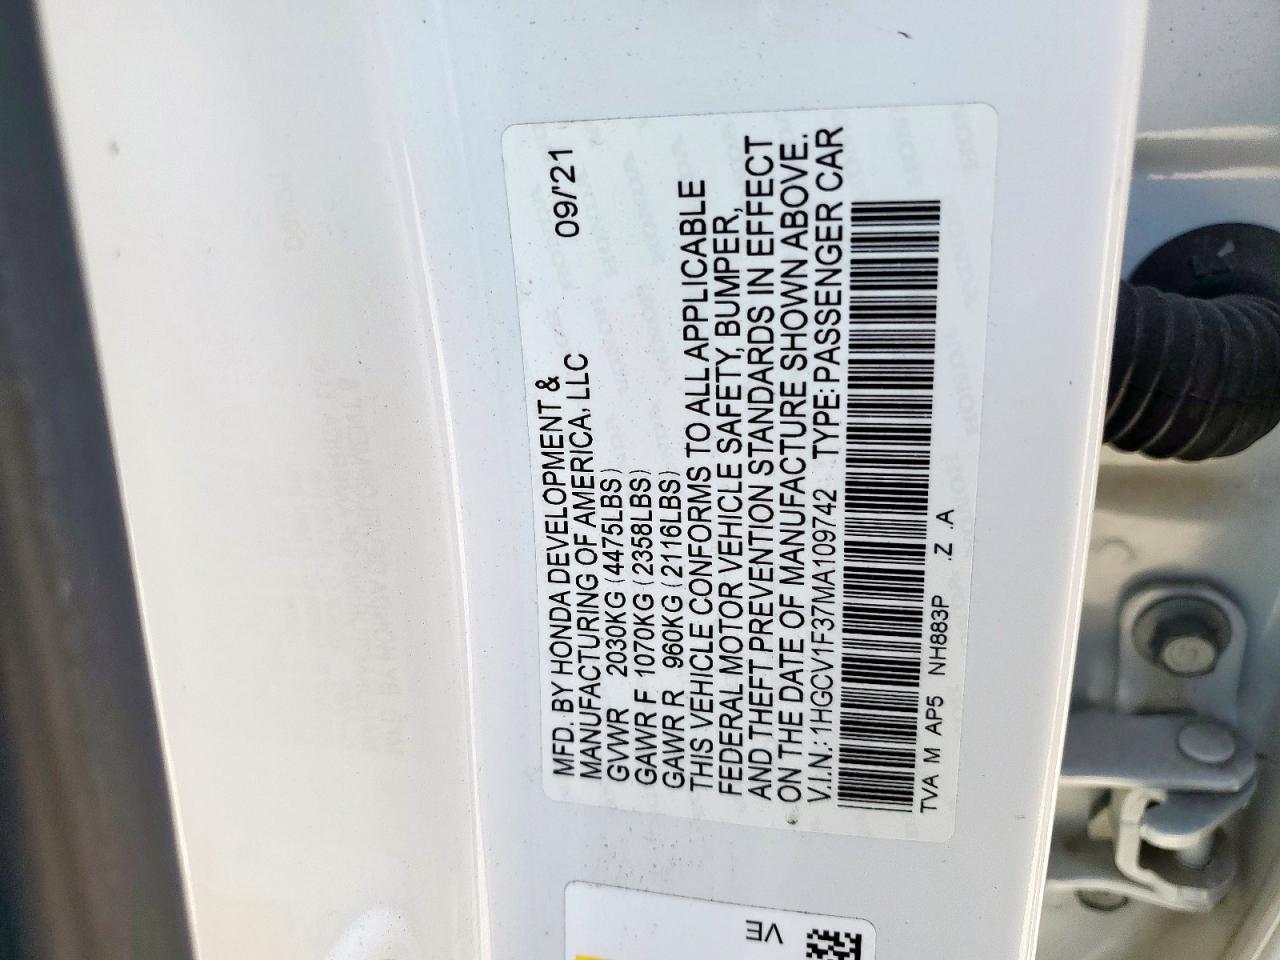 09/'21
MFD. BY HONDA DEVELOPMENT &
MANUFACTURING OF AMERICA, LLC
GVWR 2030KG (4475LBS)
GAWR F 1070KG (2358LBS)
GAWR R 960KG (2116LBS)
THIS VEHICLE CONFORMS TO ALL APPLICABLE
FEDERAL MOTOR VEHICLE SAFETY, BUMPER,
AND THEFT PREVENTION STANDARDS IN EFFECT
ON THE DATE OF MANUFACTURE SHOWN ABOVE.
V.I.N.: 1HGCV1F37MA109742 TYPE: PASSENGER CAR
TVA M AP5 NH883P .Z .A
VE